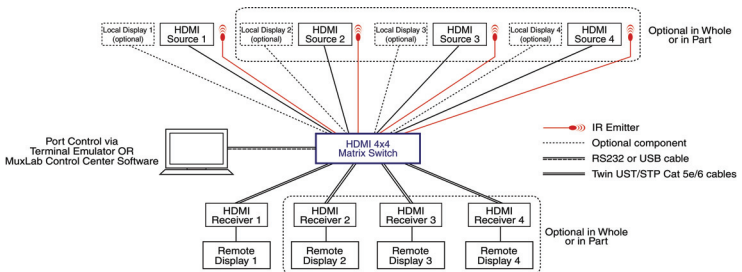 Local Display 1
(optional)
HDMI
Source 1
Local Display 2
(optional)
HDMI
Source 2
Local Display 3
(optional)
HDMI
Source 3
Local Display 4
(optional)
HDMI
Source 4
Optional in Whole
or in Part
Port Control via
Terminal Emulator OR
MuxLab Control Center Software
HDMI 4x4
Matrix Switch
IR Emitter
Optional component
RS232 or USB cable
Twin UST/STP Cat 5e/6 cables
HDMI
Receiver 1
HDMI
Receiver 2
HDMI
Receiver 3
HDMI
Receiver 4
Remote
Display 1
Remote
Display 2
Remote
Display 3
Remote
Display 4
Optional in Whole
or in Part